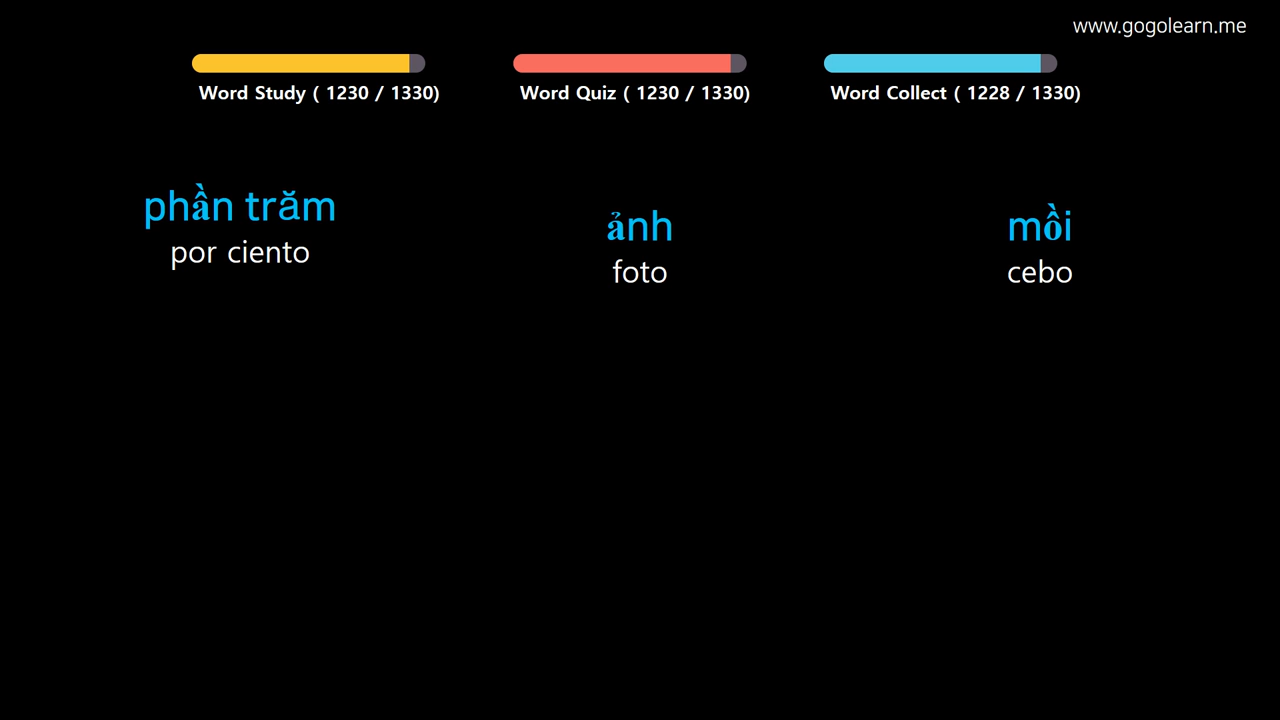 www.gogolearn.me
Word Study ( 1230 / 1330)
Word Quiz ( 1230 / 1330)
Word Collect ( 1228 / 1330)
phần trăm
por ciento
ảnh
foto
mồi
cebo